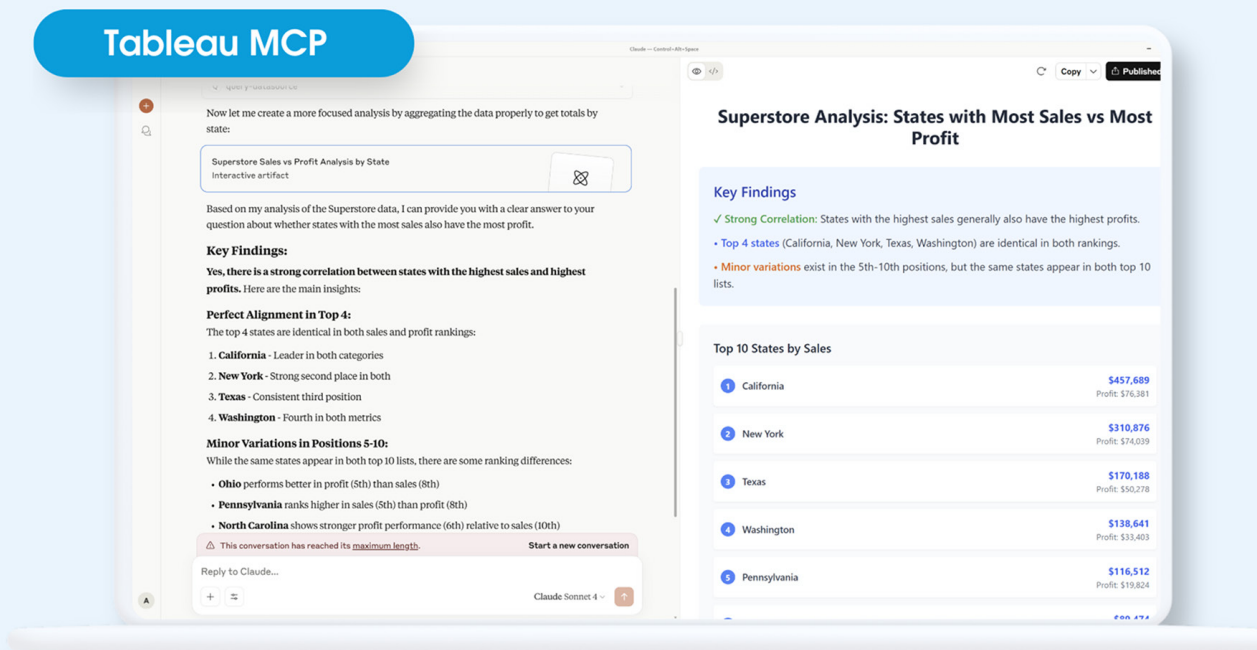 Tableau MCP
Claude — Control+Alt+Space
query-datasource
Now let me create a more focused analysis by aggregating the data properly to get totals by
state:
Superstore Sales vs Profit Analysis by State
Interactive artifact
Based on my analysis of the Superstore data, I can provide you with a clear answer to your
question about whether states with the most sales also have the most profit.
Key Findings:
Yes, there is a strong correlation between states with the highest sales and highest
profits. Here are the main insights:
Perfect Alignment in Top 4:
The top 4 states are identical in both sales and profit rankings:
1. California - Leader in both categories
2. New York - Strong second place in both
3. Texas - Consistent third position
4. Washington - Fourth in both metrics
Minor Variations in Positions 5-10:
While the same states appear in both top 10 lists, there are some ranking differences:
• Ohio performs better in profit (5th) than sales (8th)
• Pennsylvania ranks higher in sales (5th) than profit (8th)
• North Carolina shows stronger profit performance (6th) relative to sales (10th)
This conversation has reached its maximum length.
Start a new conversation
Reply to Claude...
Claude Sonnet 4
A
Copy
Published
Superstore Analysis: States with Most Sales vs Most
Profit
Key Findings
✓ Strong Correlation: States with the highest sales generally also have the highest profits.
• Top 4 states (California, New York, Texas, Washington) are identical in both rankings.
• Minor variations exist in the 5th-10th positions, but the same states appear in both top 10
lists.
Top 10 States by Sales
1 California
$457,689
Profit: $76,381
2 New York
$310,876
Profit: $74,039
3 Texas
$170,188
Profit: $50,278
4 Washington
$138,641
Profit: $33,403
5 Pennsylvania
$116,512
Profit: $19,824